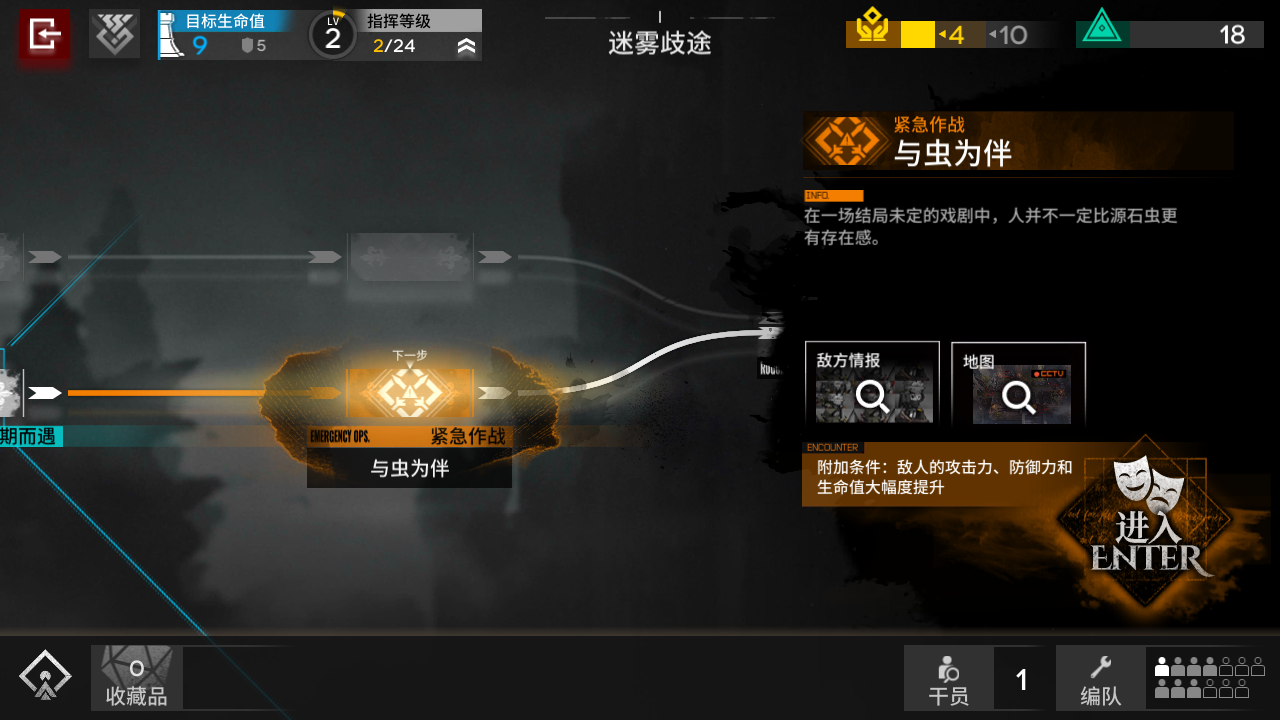 目标生命值
9
5
LV
2
指挥等级
2/24
迷雾歧途
4
10
18
紧急作战
与虫为伴
INFO.
在一场结局未定的戏剧中，人并不一定比源石虫更
有存在感。
下一步
期而遇
EMERGENCY OPS.
紧急作战
与虫为伴
敌方情报
地图
CCTV
ENCOUNTER
附加条件：敌人的攻击力、防御力和
生命值大幅度提升
进入
ENTER
0
收藏品
干员
1
编队